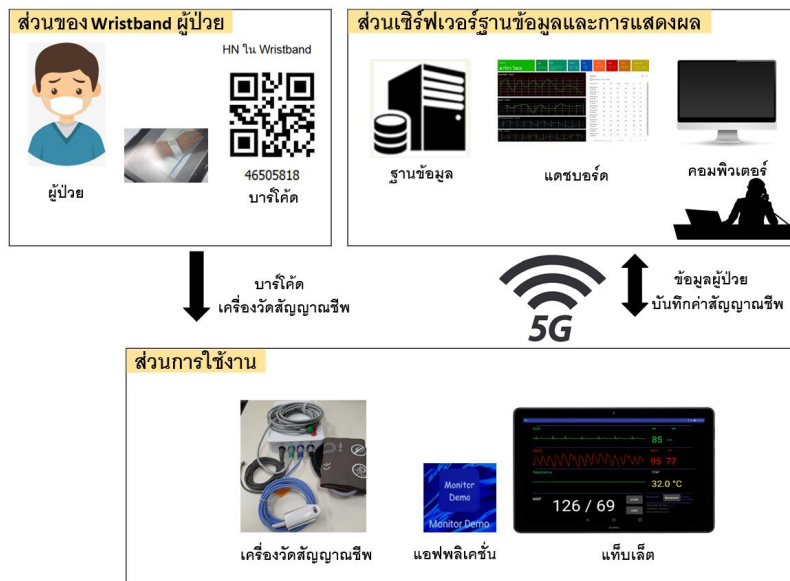 ส่วนของ Wristband ผู้ป่วย
HN ใน Wristband
46505818
บาร์โค้ด
ผู้ป่วย
ส่วนเซิร์ฟเวอร์ฐานข้อมูลและการแสดงผล
ฐานข้อมูล
แดชบอร์ด
คอมพิวเตอร์
บาร์โค้ด
เครื่องวัดสัญญาณชีพ
5G
ข้อมูลผู้ป่วย
บันทึกค่าสัญญาณชีพ
ส่วนการใช้งาน
เครื่องวัดสัญญาณชีพ
Monitor
Demo
Monitor Demo
แอฟพลิเคชั่น
85
95 77
32.0 °C
126 / 69
แท็บเล็ต